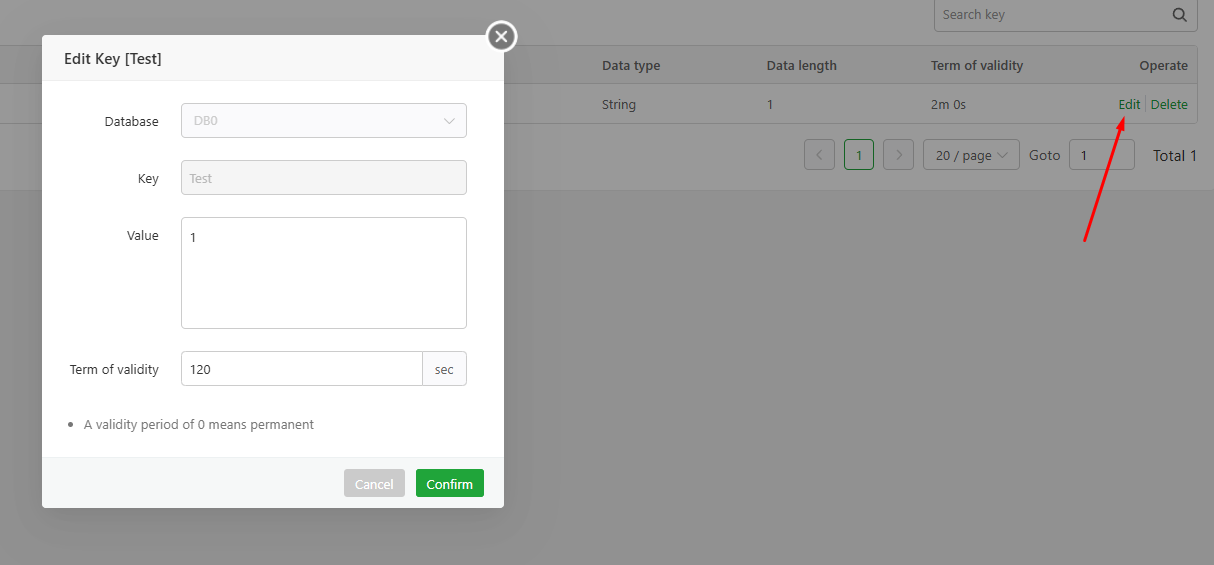 Search key
Edit Key [Test]
Data type Data length Term of validity Operate
String 1 2m 0s Edit Delete
1 20 / page Goto 1 Total 1
Database DB0
Key Test
Value 1
Term of validity 120 sec
• A validity period of 0 means permanent
Cancel Confirm